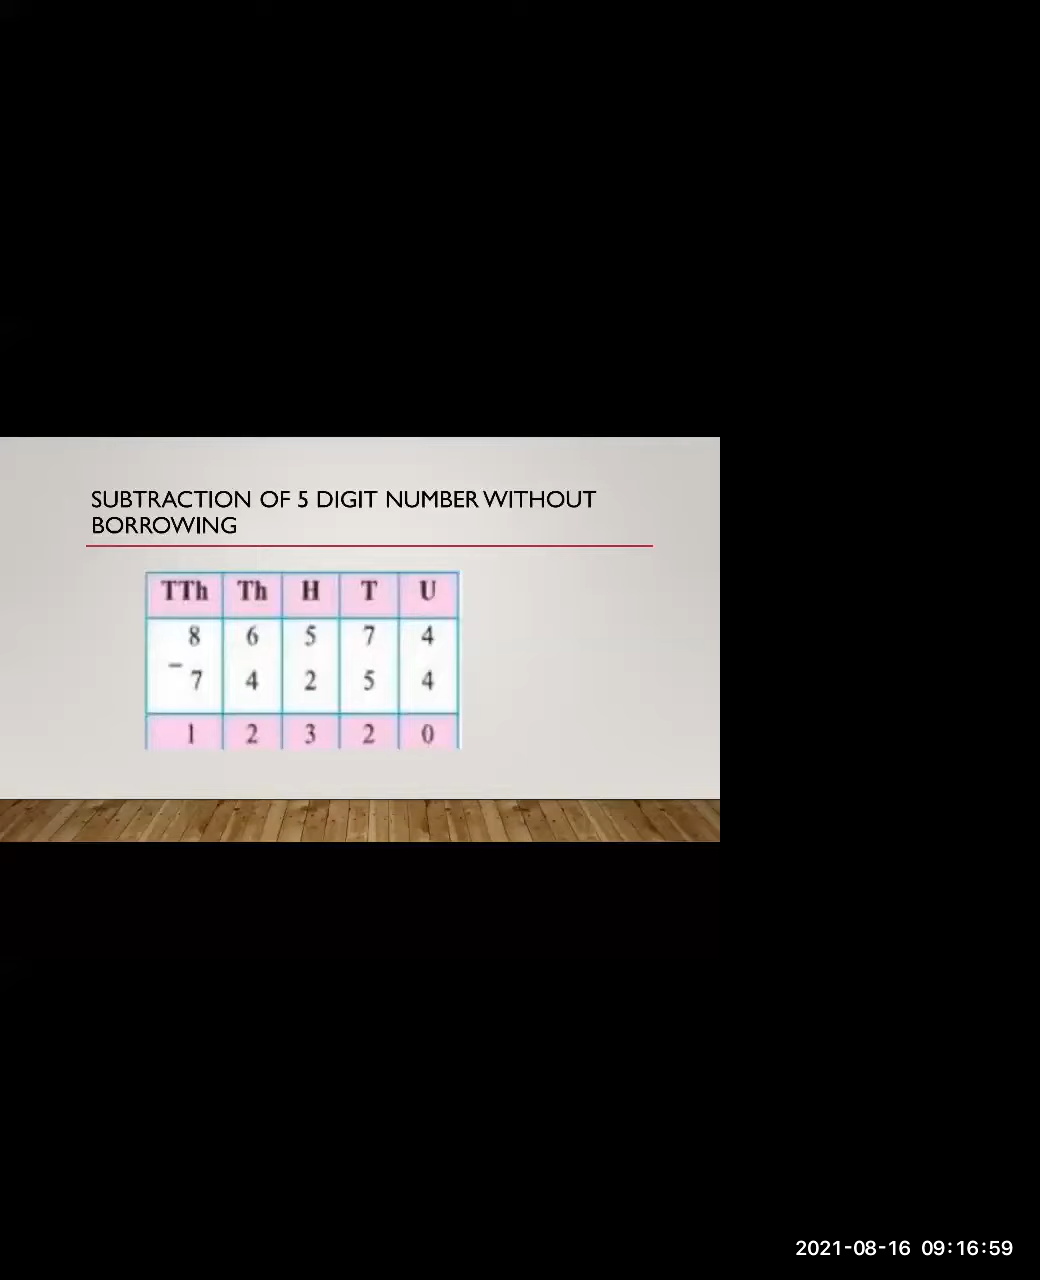 SUBTRACTION OF 5 DIGIT NUMBER WITHOUT
BORROWING
TTh Th H T U
8 6 5 7 4
- 7 4 2 5 4
1 2 3 2 0
2021-08-16 09:16:59